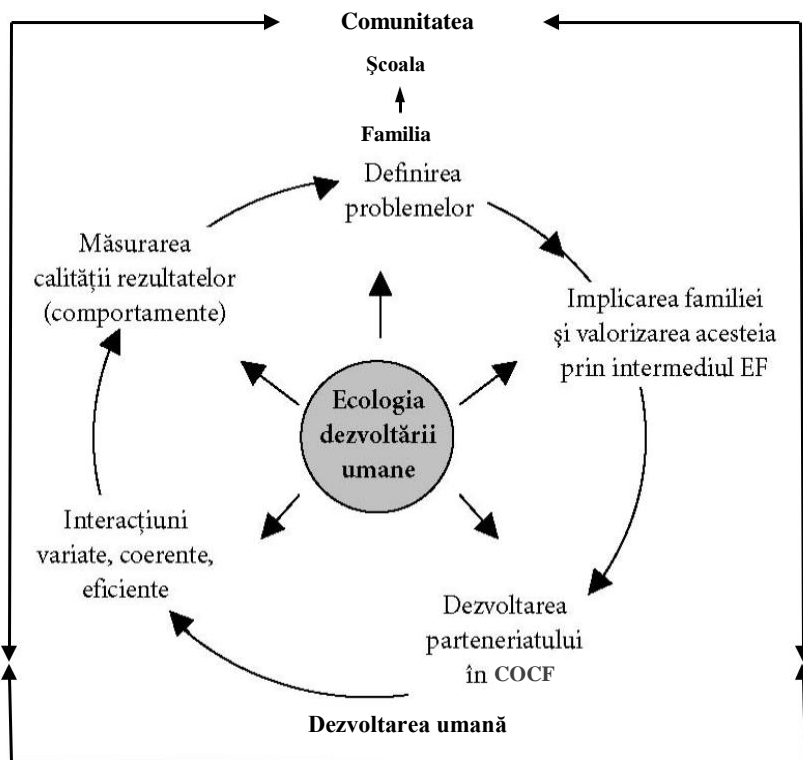 Comunitatea
Şcoala
Familia
Definirea
problemelor
Implicarea familiei
şi valorizarea acesteia
prin intermediul EF
Dezvoltarea
parteneriatului
în COCF
Interacţiuni
variate, coerente,
eficiente
Măsurarea
calităţii rezultatelor
(comportamente)
Ecologia
dezvoltării
umane
Dezvoltarea umană